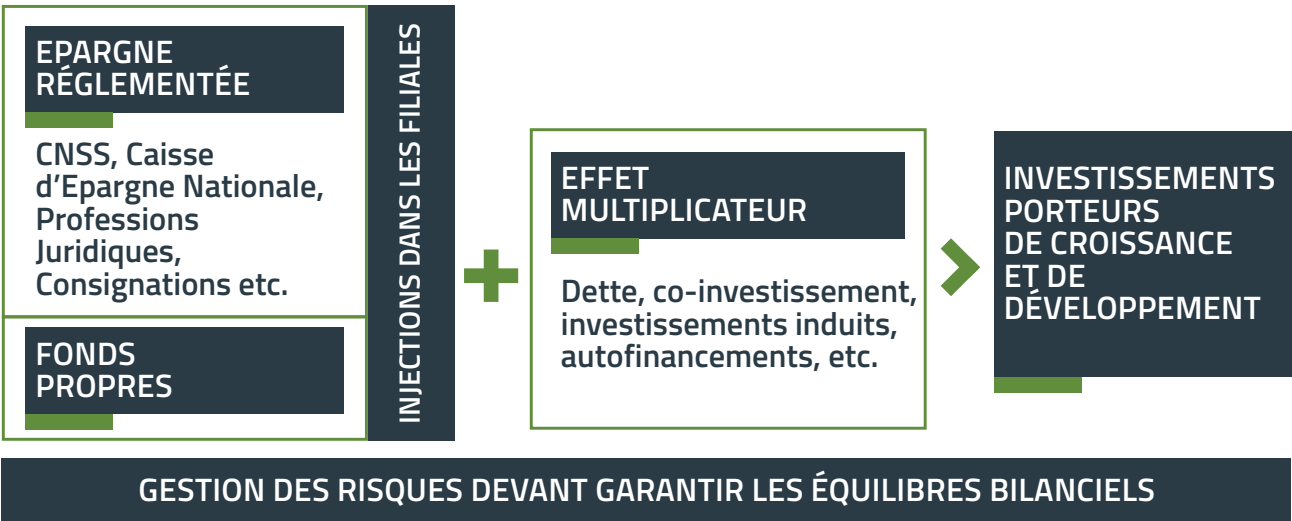 EPARGNE
RÉGLEMENTÉE
CNSS, Caisse
d'Epargne Nationale,
Professions
Juridiques,
Consignations etc.
FONDS
PROPRES
INJECTIONS DANS LES FILIALES
EFFET
MULTIPLICATEUR
Dette, co-investissement,
investissements induits,
autofinancements, etc.
INVESTISSEMENTS
PORTEURS
DE CROISSANCE
ET DE
DÉVELOPPEMENT
GESTION DES RISQUES DEVANT GARANTIR LES ÉQUILIBRES BILANCIELS